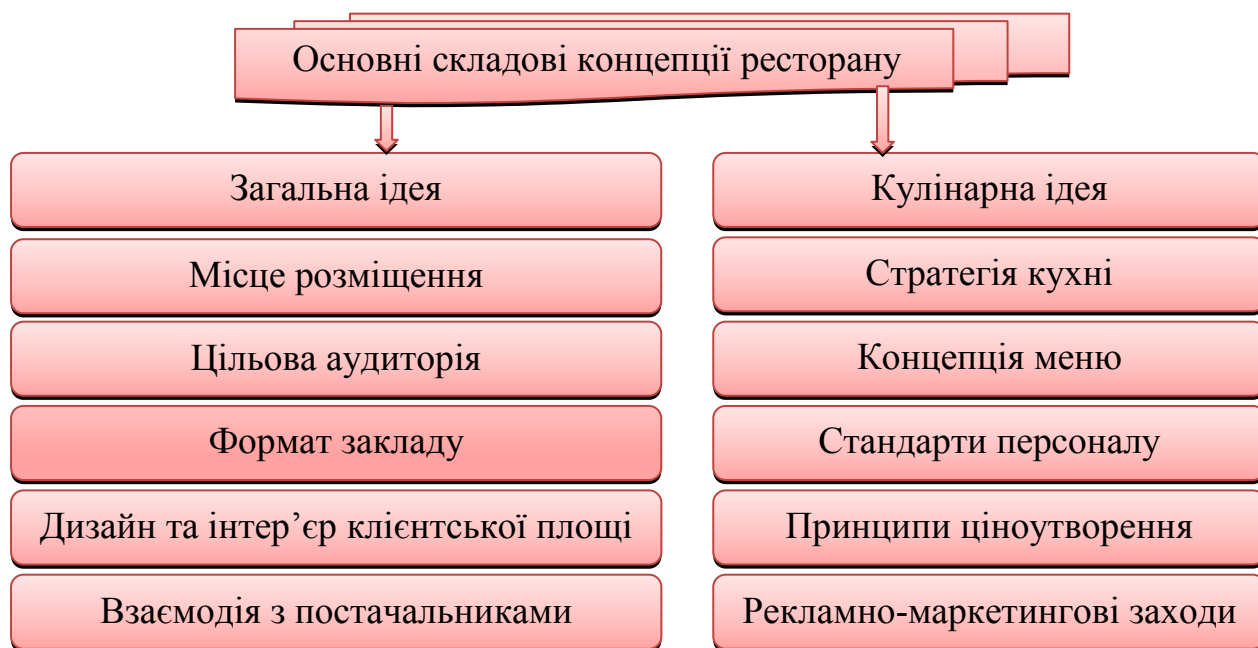 Основні складові концепції ресторану
Загальна ідея
Місце розміщення
Цільова аудиторія
Формат закладу
Дизайн та інтер’єр клієнтської площі
Взаємодія з постачальниками
Кулінарна ідея
Стратегія кухні
Концепція меню
Стандарти персоналу
Принципи ціноутворення
Рекламно-маркетингові заходи